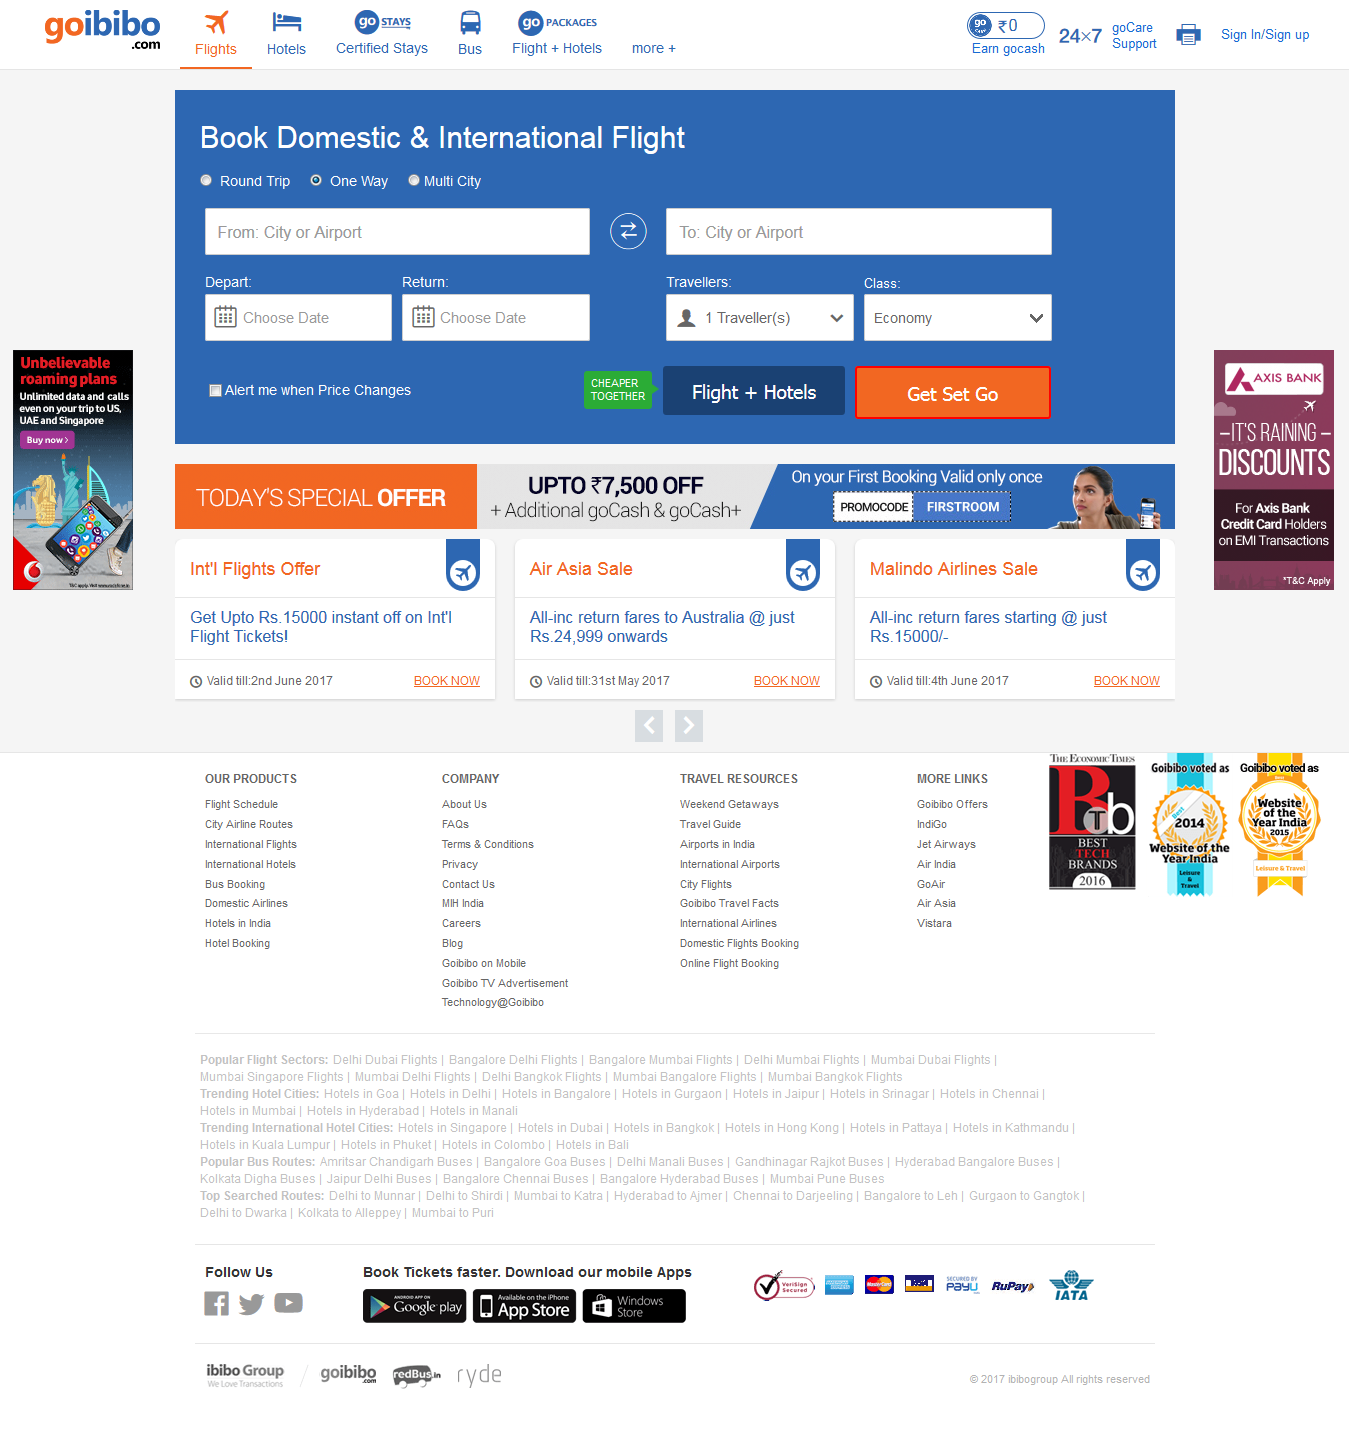 goibibo
.com
Flights
Hotels
go STAYS
Certified Stays
Bus
go PACKAGES
Flight + Hotels
more +
go
₹0
Earn gocash
24×7
goCare
Support
Sign In/Sign up
Book Domestic & International Flight
Round Trip
One Way
Multi City
From: City or Airport
To: City or Airport
Depart:
Return:
Travellers:
Class:
Choose Date
Choose Date
1 Traveller(s)
Economy
Alert me when Price Changes
CHEAPER
TOGETHER
Flight + Hotels
Get Set Go
Unbelievable
roaming plans
Unlimited data and calls
even on your trip to US,
UAE and Singapore
Buy now >
AXIS BANK
–IT'S RAINING–
DISCOUNTS
For Axis Bank
Credit Card Holders
on EMI Transactions
*T&C Apply
TODAY'S SPECIAL OFFER
UPTO ₹7,500 OFF
+ Additional goCash & goCash+
On your First Booking Valid only once
PROMOCODE FIRSTROOM
Int'l Flights Offer
Get Upto Rs.15000 instant off on Int'l
Flight Tickets!
Valid till:2nd June 2017
BOOK NOW
Air Asia Sale
All-inc return fares to Australia @ just
Rs.24,999 onwards
Valid till:31st May 2017
BOOK NOW
Malindo Airlines Sale
All-inc return fares starting @ just
Rs.15000/-
Valid till:4th June 2017
BOOK NOW
OUR PRODUCTS
Flight Schedule
City Airline Routes
International Flights
International Hotels
Bus Booking
Domestic Airlines
Hotels in India
Hotel Booking
COMPANY
About Us
FAQs
Terms & Conditions
Privacy
Contact Us
MIH India
Careers
Blog
Goibibo on Mobile
Goibibo TV Advertisement
Technology@Goibibo
TRAVEL RESOURCES
Weekend Getaways
Travel Guide
Airports in India
International Airports
City Flights
Goibibo Travel Facts
International Airlines
Domestic Flights Booking
Online Flight Booking
MORE LINKS
Goibibo Offers
IndiGo
Jet Airways
Air India
GoAir
Air Asia
Vistara
THE ECONOMIC TIMES
BTb
BEST
TECH
BRANDS
2016
Goibibo voted as
Best
2014
Website of the
Year India
Leisure &
Travel
Goibibo voted as
Best
Website
of the
Year India
2015
Leisure & Travel
Popular Flight Sectors: Delhi Dubai Flights | Bangalore Delhi Flights | Bangalore Mumbai Flights | Delhi Mumbai Flights | Mumbai Dubai Flights |
Mumbai Singapore Flights | Mumbai Delhi Flights | Delhi Bangkok Flights | Mumbai Bangalore Flights | Mumbai Bangkok Flights
Trending Hotel Cities: Hotels in Goa | Hotels in Delhi | Hotels in Bangalore | Hotels in Gurgaon | Hotels in Jaipur | Hotels in Srinagar | Hotels in Chennai |
Hotels in Mumbai | Hotels in Hyderabad | Hotels in Manali
Trending International Hotel Cities: Hotels in Singapore | Hotels in Dubai | Hotels in Bangkok | Hotels in Hong Kong | Hotels in Pattaya | Hotels in Kathmandu |
Hotels in Kuala Lumpur | Hotels in Phuket | Hotels in Colombo | Hotels in Bali
Popular Bus Routes: Amritsar Chandigarh Buses | Bangalore Goa Buses | Delhi Manali Buses | Gandhinagar Rajkot Buses | Hyderabad Bangalore Buses |
Kolkata Digha Buses | Jaipur Delhi Buses | Bangalore Chennai Buses | Bangalore Hyderabad Buses | Mumbai Pune Buses
Top Searched Routes: Delhi to Munnar | Delhi to Shirdi | Mumbai to Katra | Hyderabad to Ajmer | Chennai to Darjeeling | Bangalore to Leh | Gurgaon to Gangtok |
Delhi to Dwarka | Kolkata to Alleppey | Mumbai to Puri
Follow Us
Book Tickets faster. Download our mobile Apps
ANDROID APP ON
Google play
Available on the iPhone
App Store
Windows
Store
VeriSign
Secured
MasterCard
SECURED BY
PayU
RuPay
IATA
ibibo Group
We Love Transactions
goibibo
.com
redBus.in
ryde
© 2017 ibibogroup All rights reserved